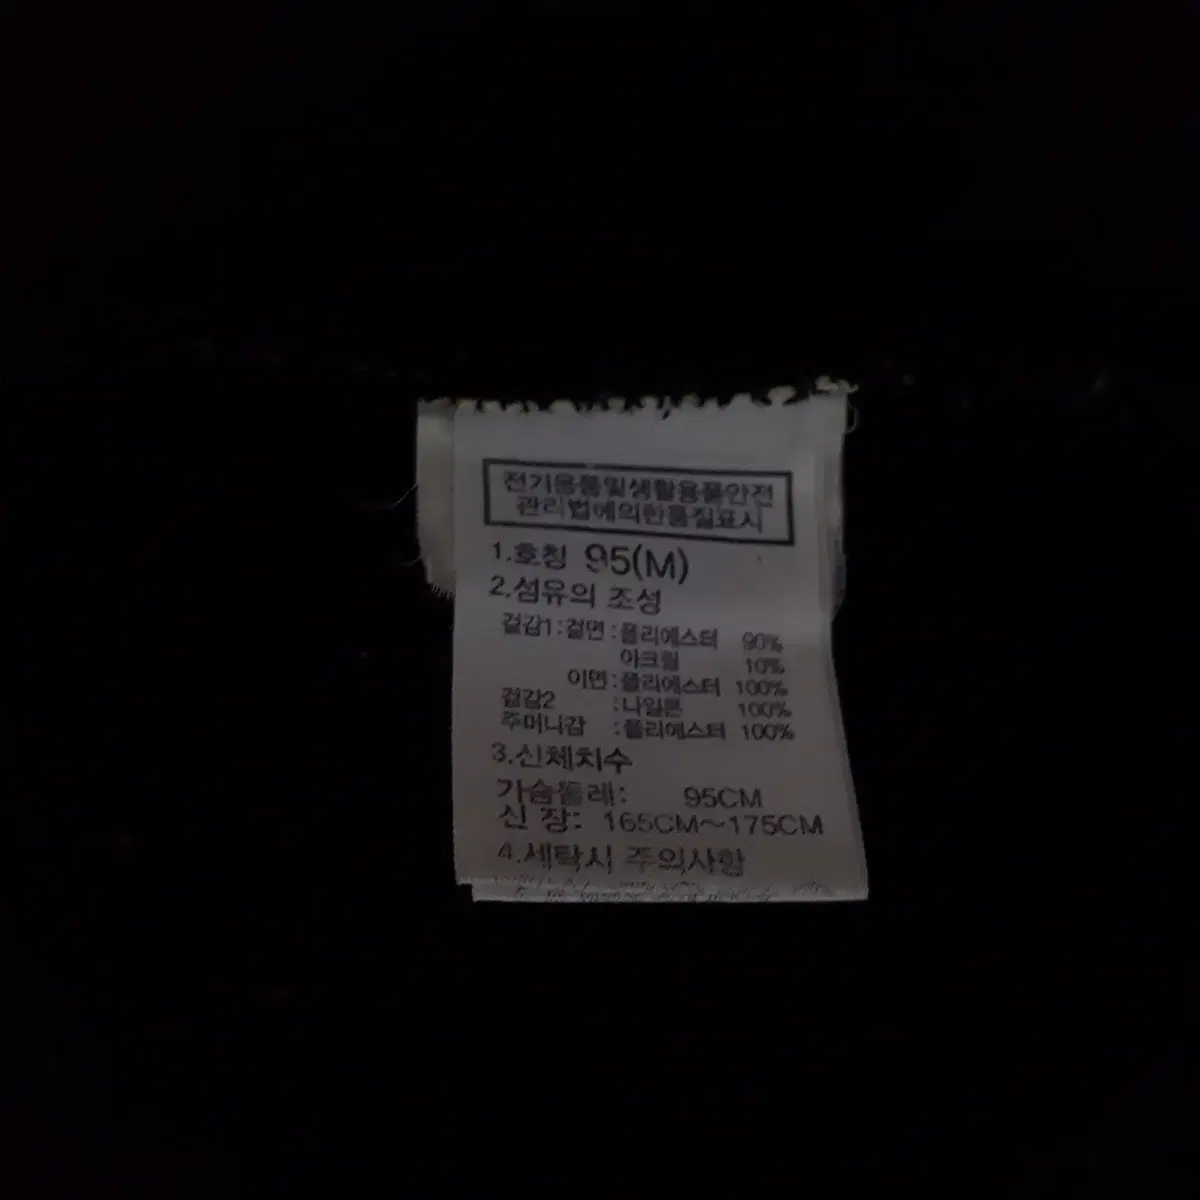 전기용품및생활용품안전
관리법에의한품질표시
1.호칭 95(M)
2.섬유의 조성
겉감1:겉면:폴리에스터 90%
아크릴 10%
이면:폴리에스터 100%
겉감2 :나일론 100%
주머니감 :폴리에스터 100%
3.신체치수
가슴둘레: 95CM
신 장: 165CM~175CM
4.세탁시 주의사항